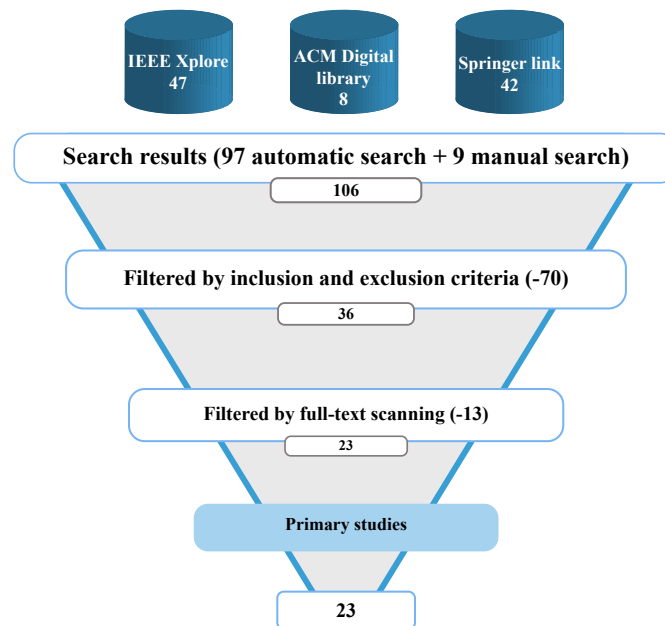 IEEE Xplore
47
ACM Digital
library
8
Springer link
42
Search results (97 automatic search + 9 manual search)
106
Filtered by inclusion and exclusion criteria (-70)
36
Filtered by full-text scanning (-13)
23
Primary studies
23